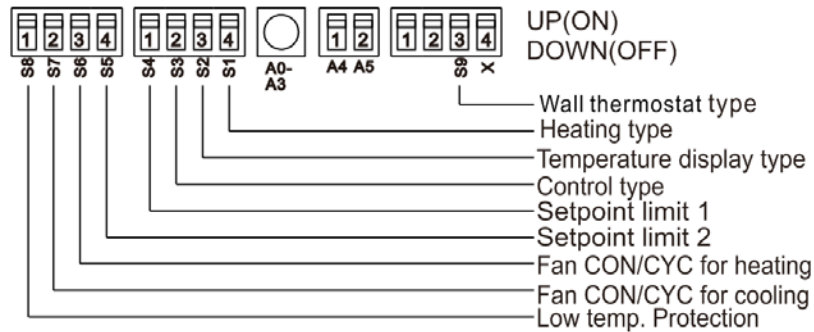 UP(ON)
DOWN(OFF)
1 2 3 4 1 2 3 4 1 2 1 2 3 4
S8 S7 S6 S5 S4 S3 S2 S1 A0-A3 A4 A5 S9 X
Wall thermostat type
Heating type
Temperature display type
Control type
Setpoint limit 1
Setpoint limit 2
Fan CON/CYC for heating
Fan CON/CYC for cooling
Low temp. Protection